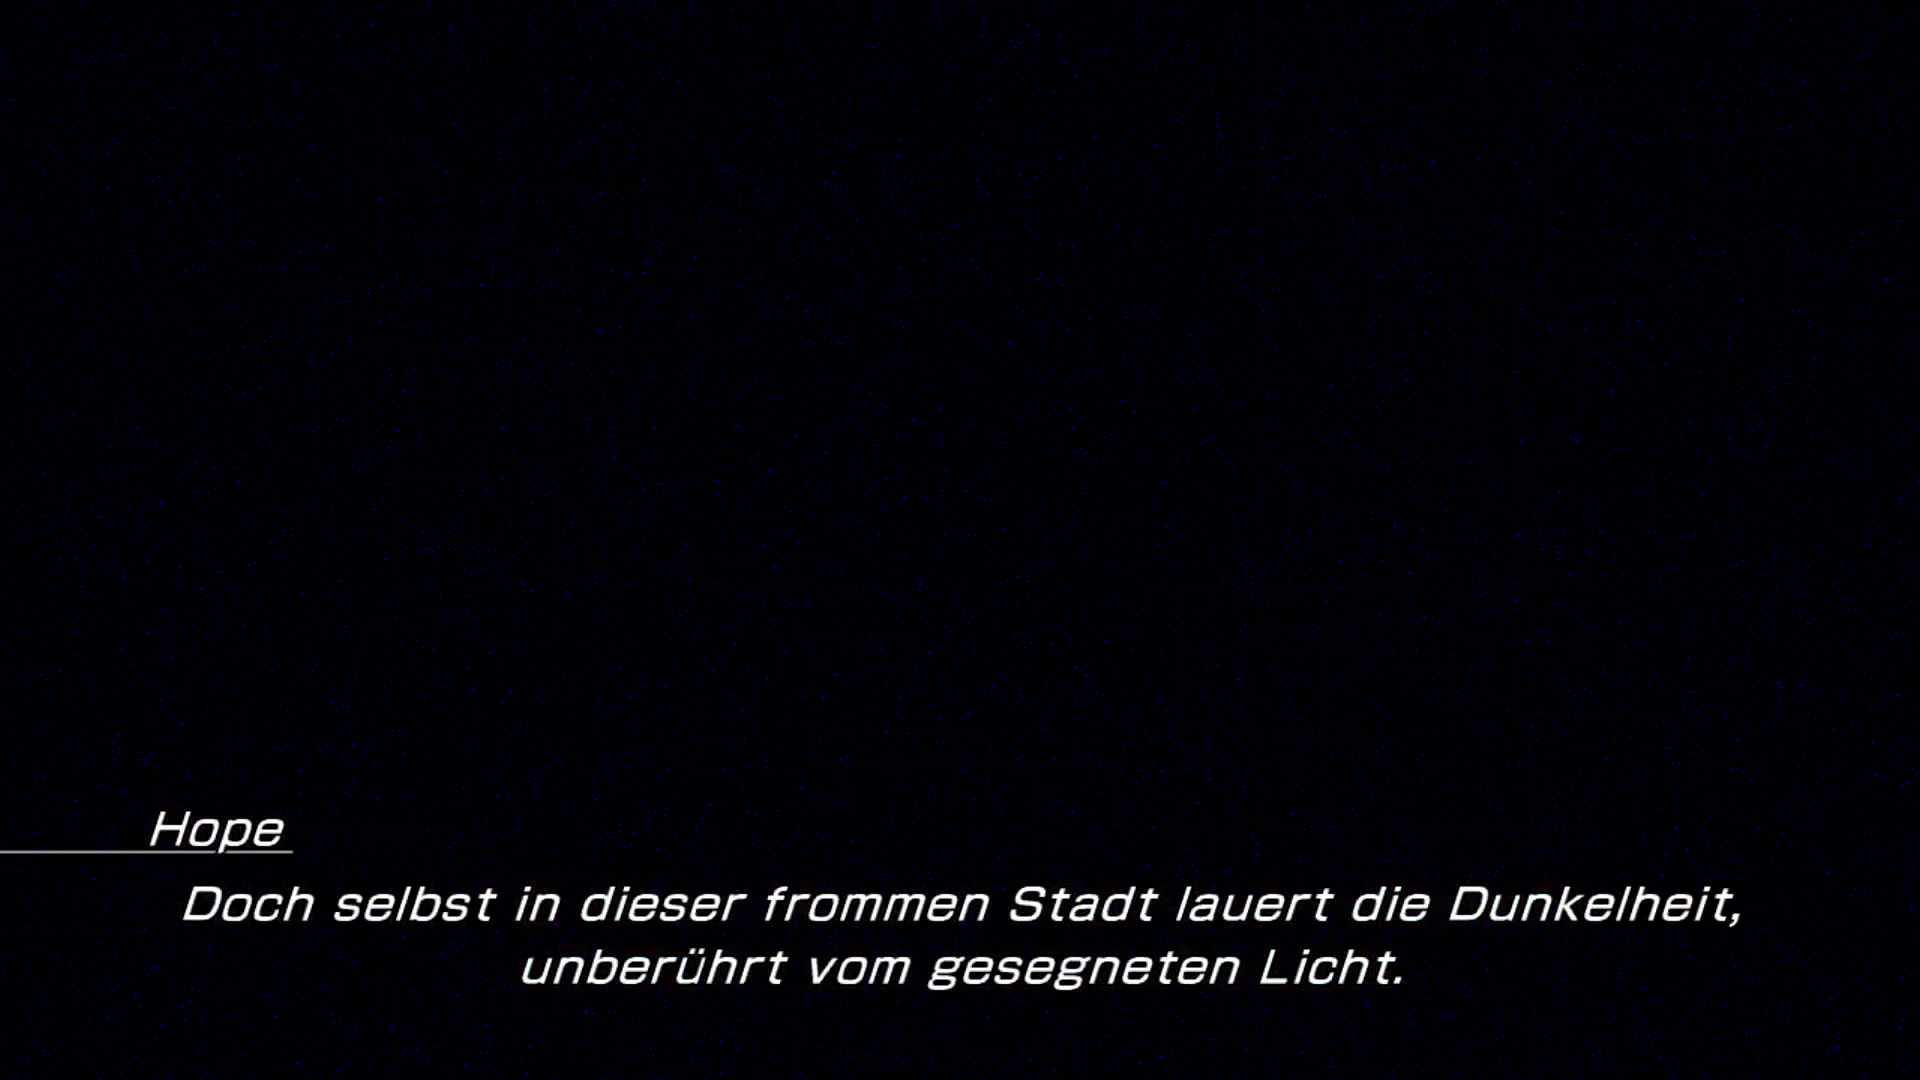 Hope
Doch selbst in dieser frommen Stadt lauert die Dunkelheit,
unberührt vom gesegneten Licht.